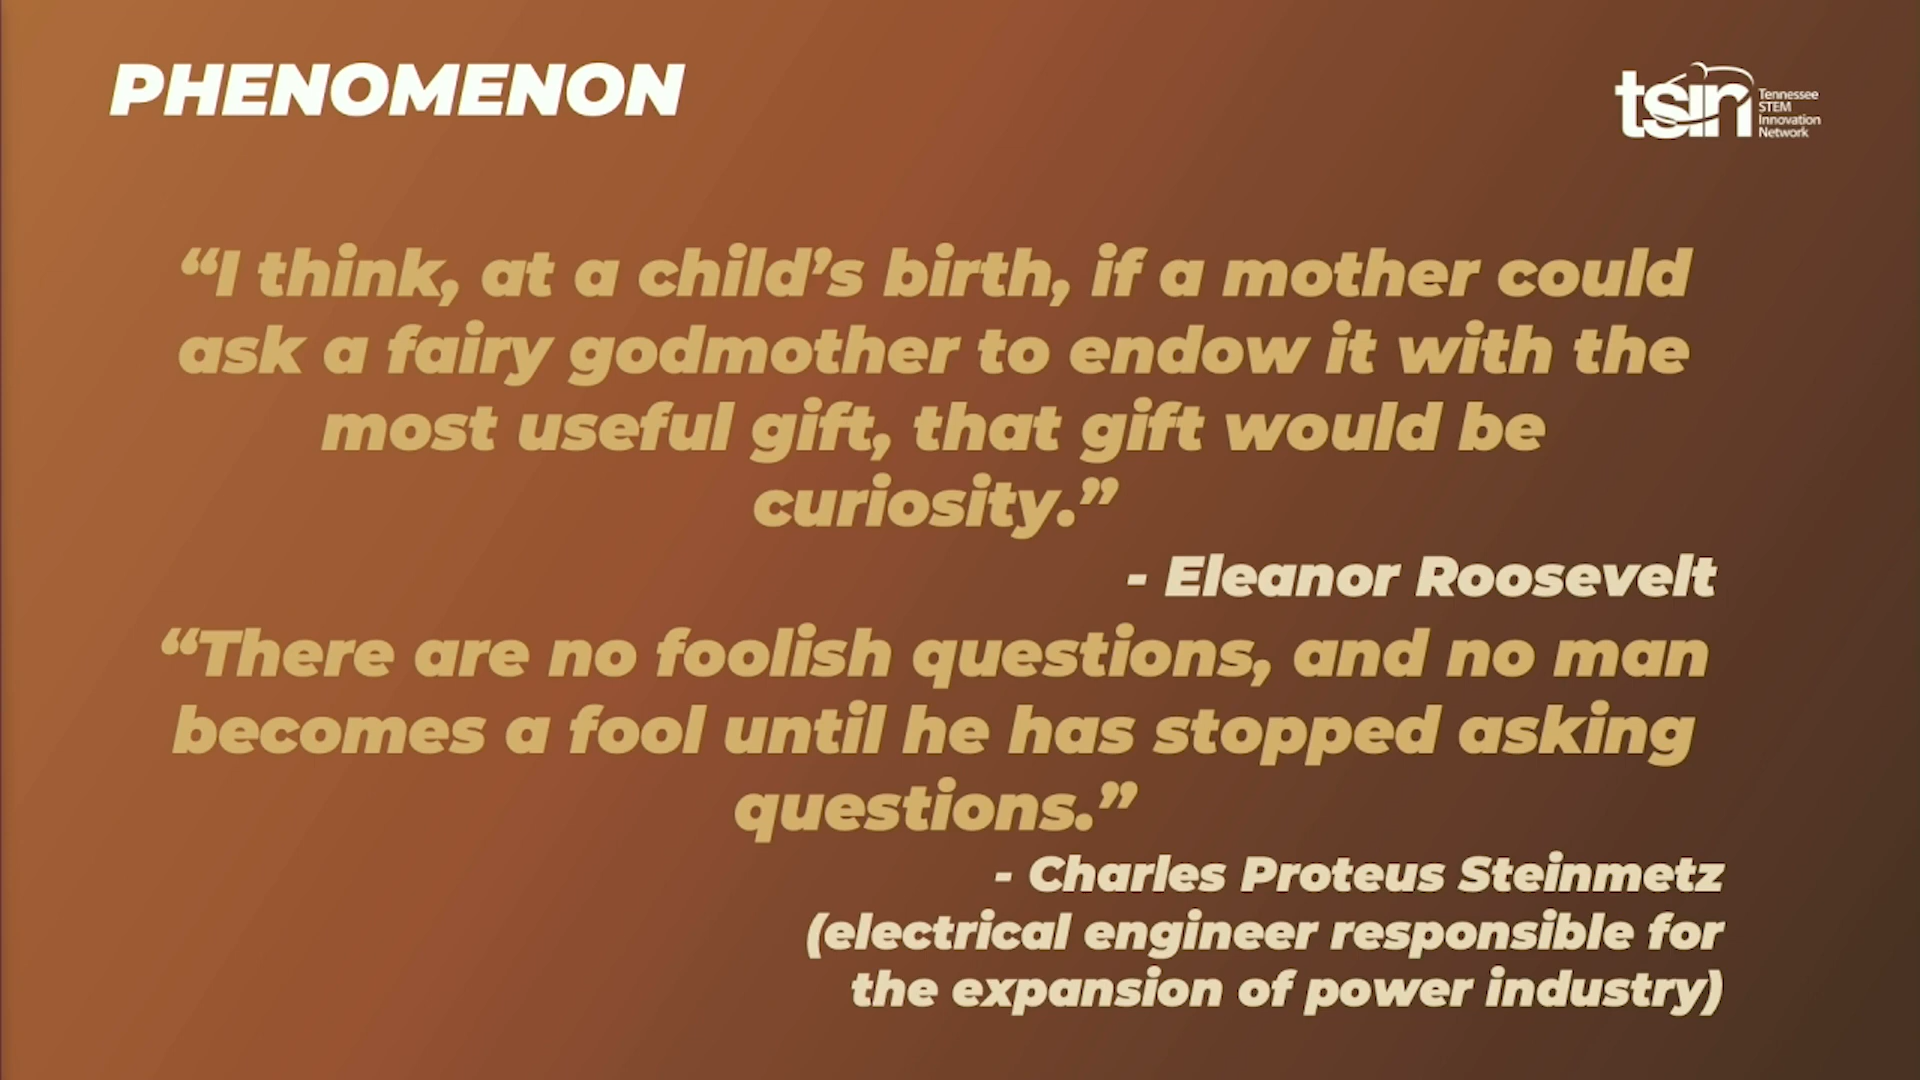 PHENOMENON
tsin
Tennessee
STEM
Innovation
Network
“I think, at a child’s birth, if a mother could
ask a fairy godmother to endow it with the
most useful gift, that gift would be
curiosity.”
- Eleanor Roosevelt
“There are no foolish questions, and no man
becomes a fool until he has stopped asking
questions.”
- Charles Proteus Steinmetz
(electrical engineer responsible for
the expansion of power industry)